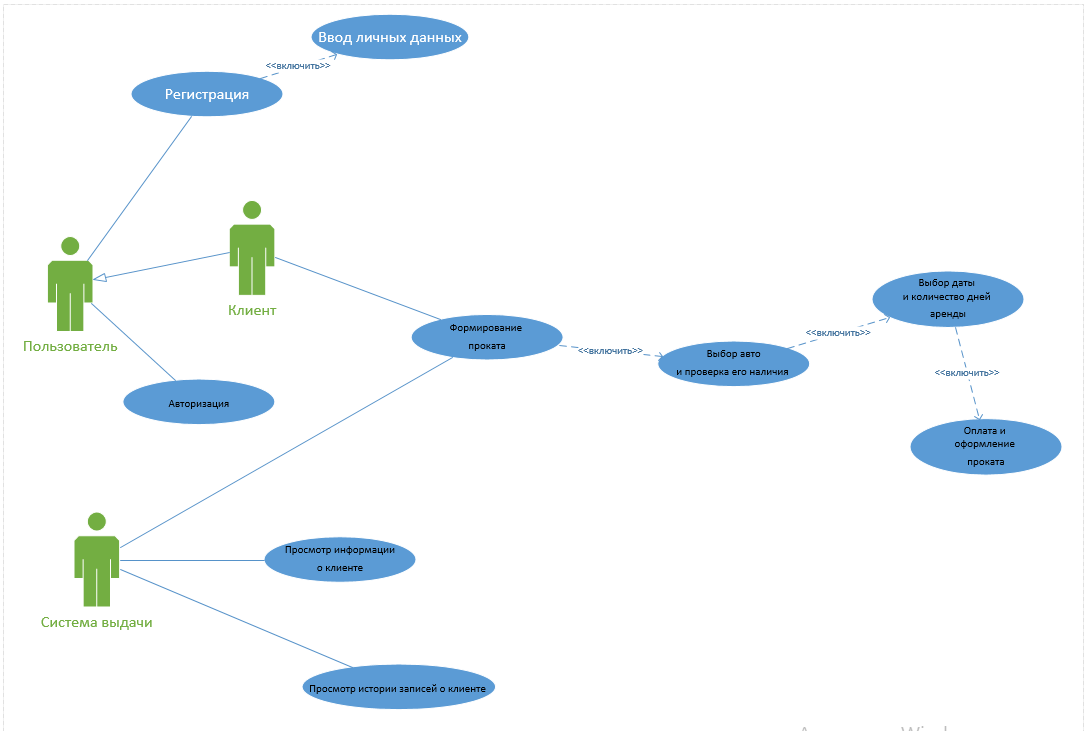 Ввод личных данных
<<включить>>
Регистрация
Клиент
Пользователь
Авторизация
Формирование
проката
<<включить>>
Выбор авто
и проверка его наличия
<<включить>>
Выбор даты
и количество дней
аренды
<<включить>>
Оплата и
оформление
проката
Система выдачи
Просмотр информации
о клиенте
Просмотр истории записей о клиенте